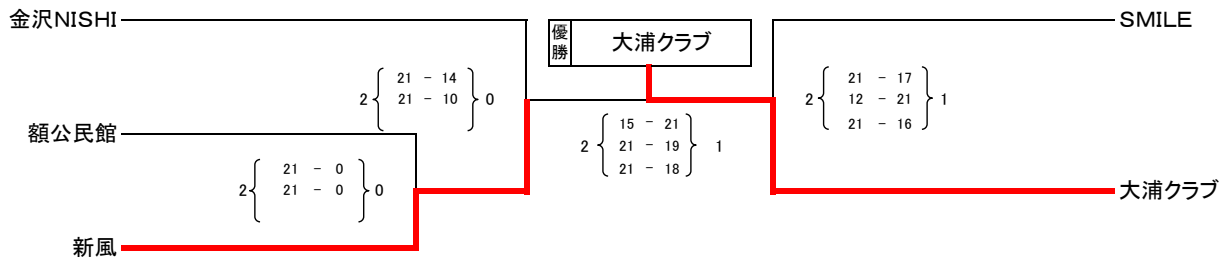 金沢NISHI
優勝 大浦クラブ
SMILE
2 { 21 - 14 } 0
21 - 10
2 { 21 - 17 } 1
12 - 21
21 - 16
額公民館
2 { 15 - 21 } 1
21 - 19
21 - 18
2 { 21 - 0 } 0
21 - 0
大浦クラブ
新風